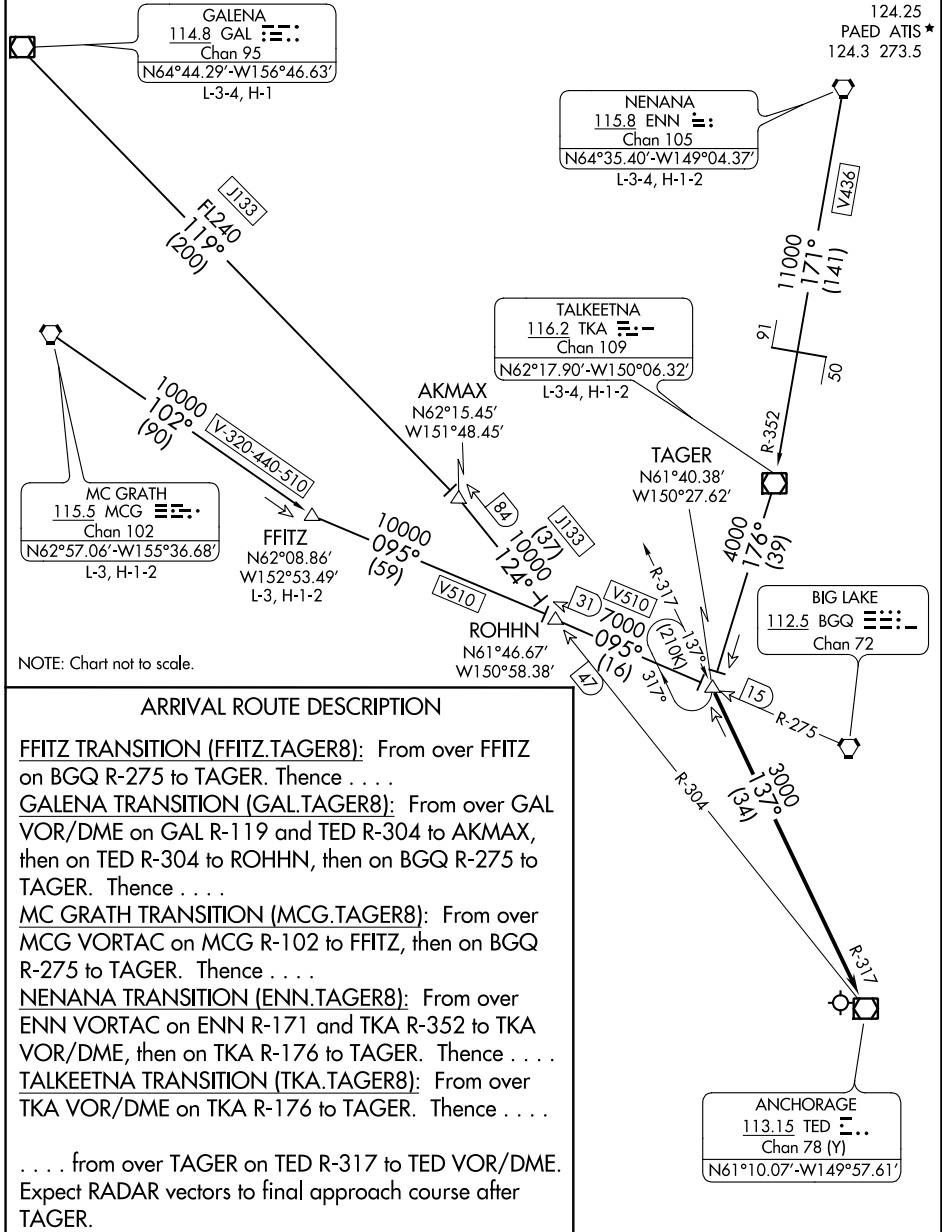 124.25
PAED ATIS★
124.3 273.5
GALENA
114.8 GAL
Chan 95
N64°44.29'-W156°46.63'
L-3-4, H-1
NENANA
115.8 ENN
Chan 105
N64°35.40'-W149°04.37'
L-3-4, H-1-2
J133
FL240
119°
(200)
V436
11000
171°
(141)
91
50
R-352
TALKEETNA
116.2 TKA
Chan 109
N62°17.90'-W150°06.32'
L-3-4, H-1-2
AKMAX
N62°15.45'
W151°48.45'
TAGER
N61°40.38'
W150°27.62'
10000
102°
(90)
V-320-440-510
MC GRATH
115.5 MCG
Chan 102
N62°57.06'-W155°36.68'
L-3, H-1-2
FFITZ
N62°08.86'
W152°53.49'
L-3, H-1-2
10000
095°
(59)
V510
84
J133
(37)
10000
124°
4000
176°
(39)
ROHHN
N61°46.67'
W150°58.38'
31
V510
7000
095°
(16)
47
R-317
(210K)
137°
317°
BIG LAKE
112.5 BGQ
Chan 72
15
R-275
R-304
3000
137°
(34)
R-317
NOTE: Chart not to scale.
ANCHORAGE
113.15 TED
Chan 78 (Y)
N61°10.07'-W149°57.61'
ARRIVAL ROUTE DESCRIPTION
FFITZ TRANSITION (FFITZ.TAGER8): From over FFITZ
on BGQ R-275 to TAGER. Thence . . . .
GALENA TRANSITION (GAL.TAGER8): From over GAL
VOR/DME on GAL R-119 and TED R-304 to AKMAX,
then on TED R-304 to ROHHN, then on BGQ R-275 to
TAGER. Thence . . . .
MC GRATH TRANSITION (MCG.TAGER8): From over
MCG VORTAC on MCG R-102 to FFITZ, then on BGQ
R-275 to TAGER. Thence . . . .
NENANA TRANSITION (ENN.TAGER8): From over
ENN VORTAC on ENN R-171 and TKA R-352 to TKA
VOR/DME, then on TKA R-176 to TAGER. Thence . . . .
TALKEETNA TRANSITION (TKA.TAGER8): From over
TKA VOR/DME on TKA R-176 to TAGER. Thence . . . .
. . . . from over TAGER on TED R-317 to TED VOR/DME.
Expect RADAR vectors to final approach course after
TAGER.